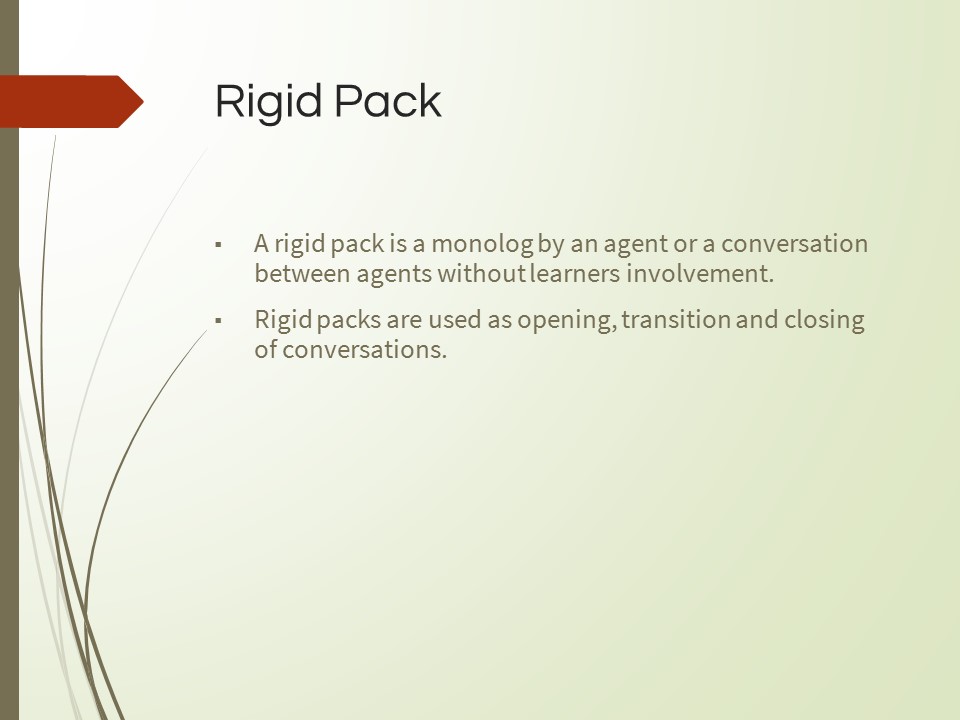 Rigid Pack
▪ A rigid pack is a monolog by an agent or a conversation
between agents without learners involvement.
▪ Rigid packs are used as opening, transition and closing
of conversations.